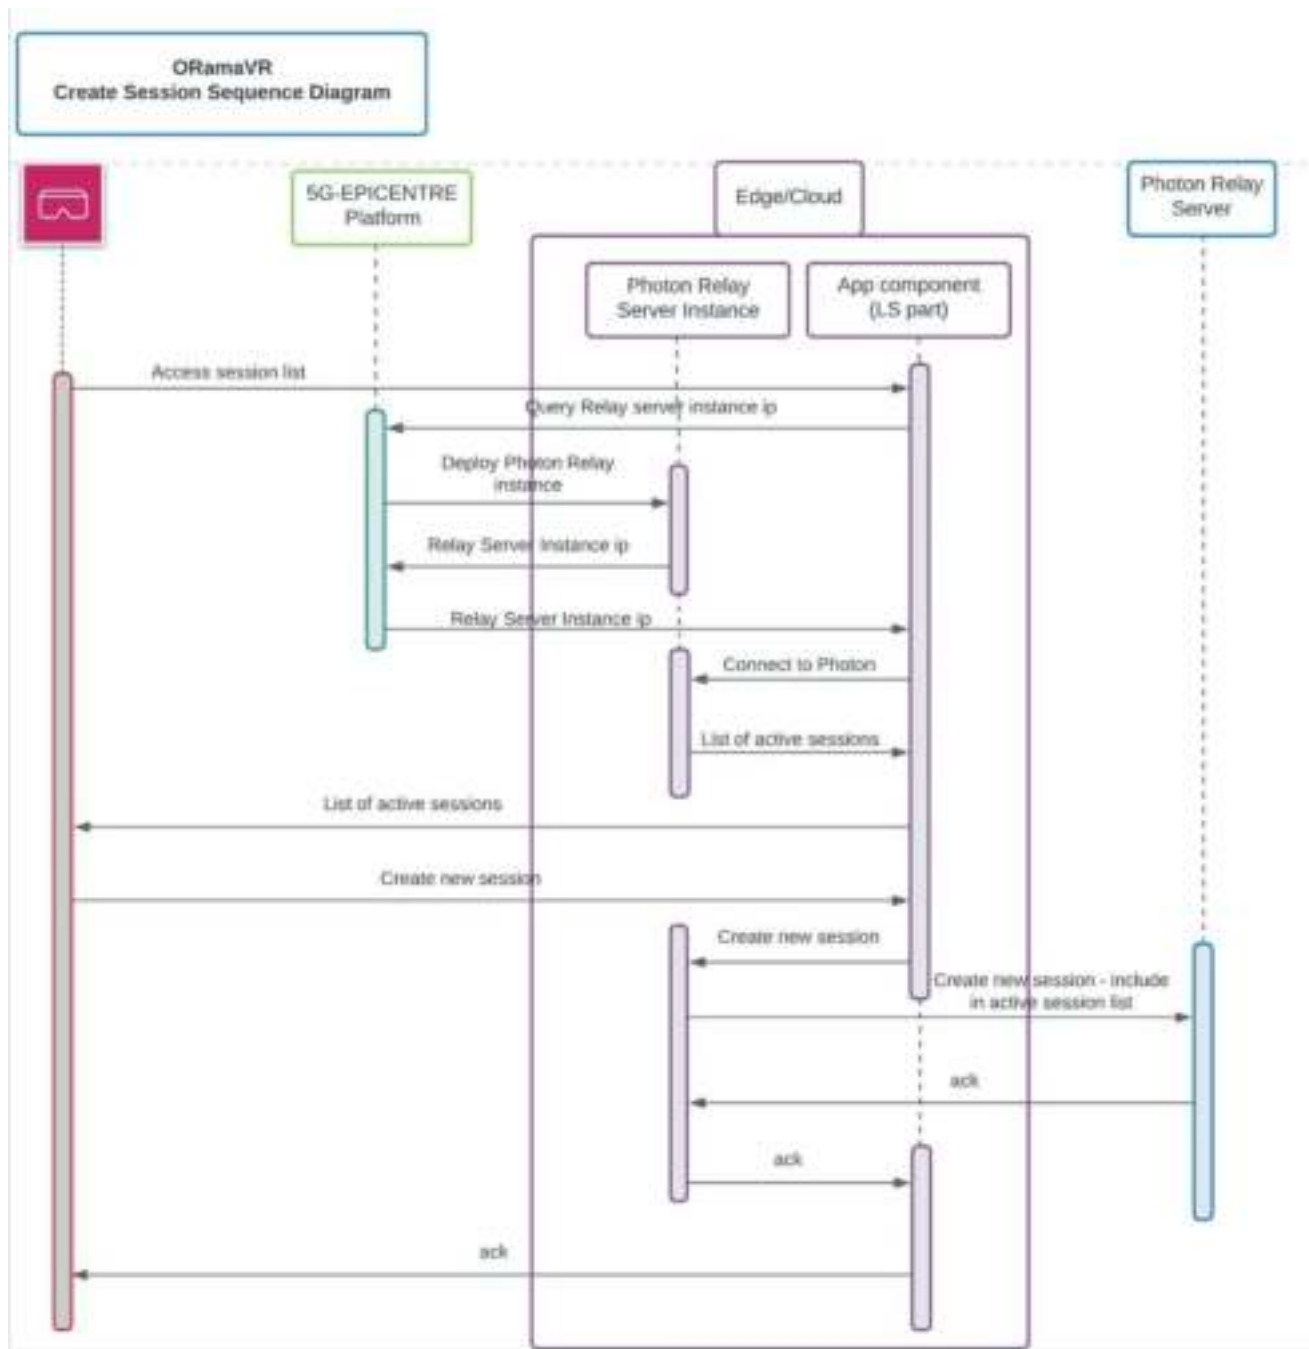 ORamaVR
Create Session Sequence Diagram
5G-EPICENTRE
Platform
Edge/Cloud
Photon Relay
Server
Photon Relay
Server Instance
App component
(LS part)
Access session list
Query Relay server instance ip
Deploy Photon Relay
instance
Relay Server Instance ip
Relay Server Instance ip
Connect to Photon
List of active sessions
List of active sessions
Create new session
Create new session
Create new session - include
in active session list
ack
ack
ack